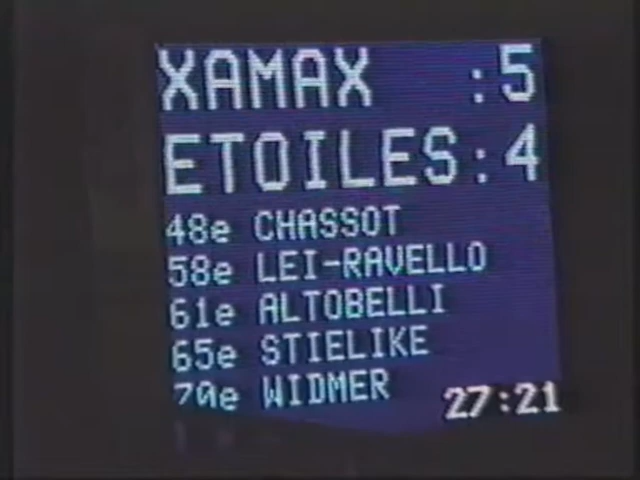 XAMAX :5
ETOILES:4
48e CHASSOT
58e LEI-RAVELLO
61e ALTOBELLI
65e STIELIKE
70e WIDMER
27:21